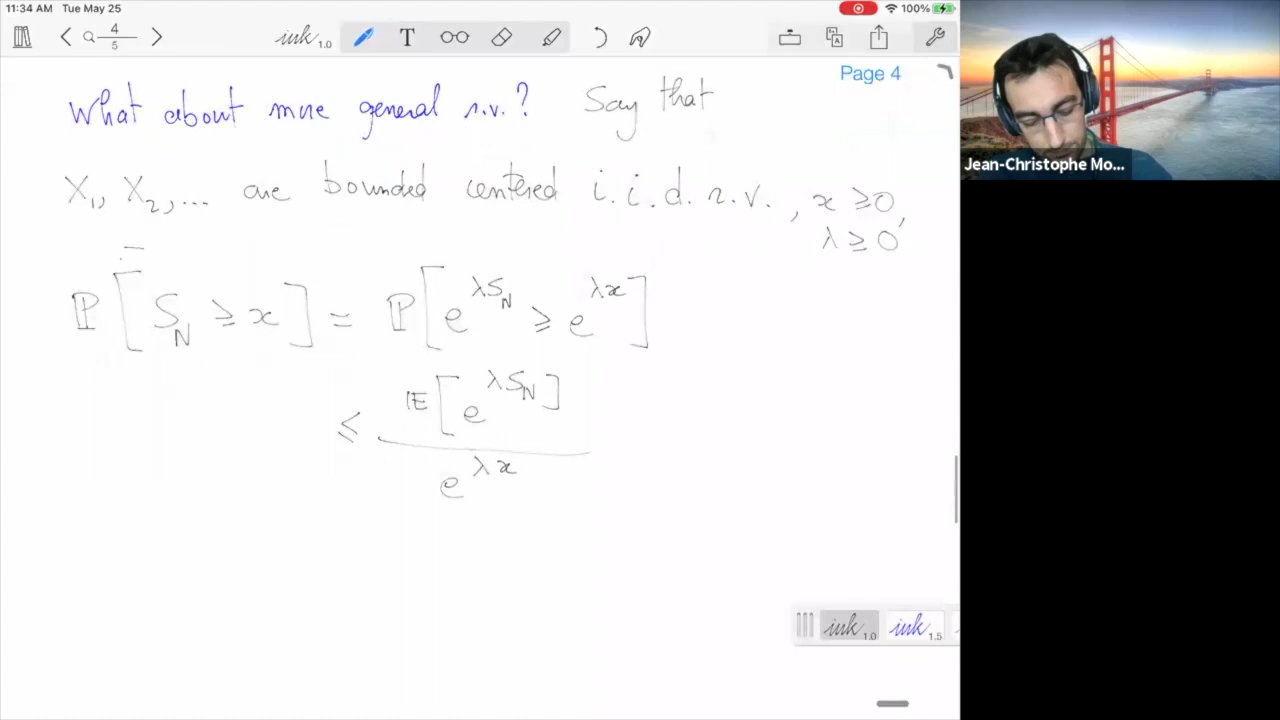 11:34 AM Tue May 25
100%
4
5
ink 1.0
T
Page 4
What about more general r.v.? Say that
X₁, X₂, ... are bounded centered i.i.d. r.v., x ≥ 0,
λ ≥ 0
ℙ[S_N ≥ x] = ℙ[e^{λS_N} ≥ e^{λx}]
≤ 𝔼[e^{λS_N}] / e^{λx}
ink 1.0 ink 1.5
Jean-Christophe Mo...